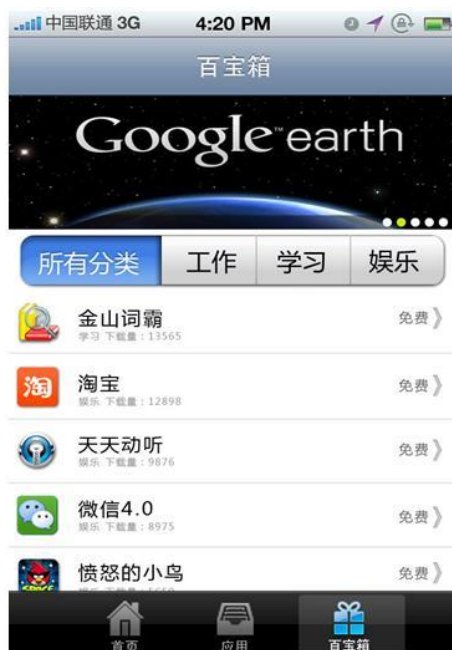 中国联通 3G 4:20 PM
百宝箱
Google™ earth
所有分类 工作 学习 娱乐
金山词霸 免费
学习 下载量：13565
淘
淘宝 免费
娱乐 下载量：12898
天天动听 免费
娱乐 下载量：9876
微信4.0 免费
娱乐 下载量：8975
愤怒的小鸟 免费
SPACE
首页 应用 百宝箱